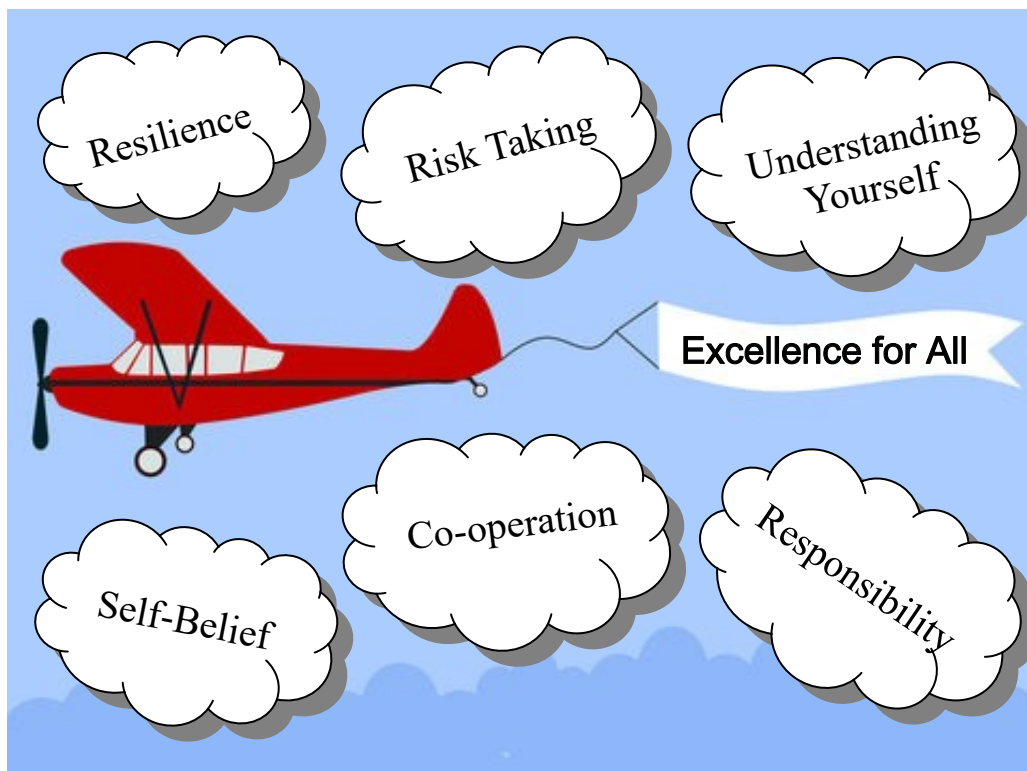 Resilience
Risk Taking
Understanding
Yourself
Excellence for All
Co-operation
Self-Belief
Responsibility